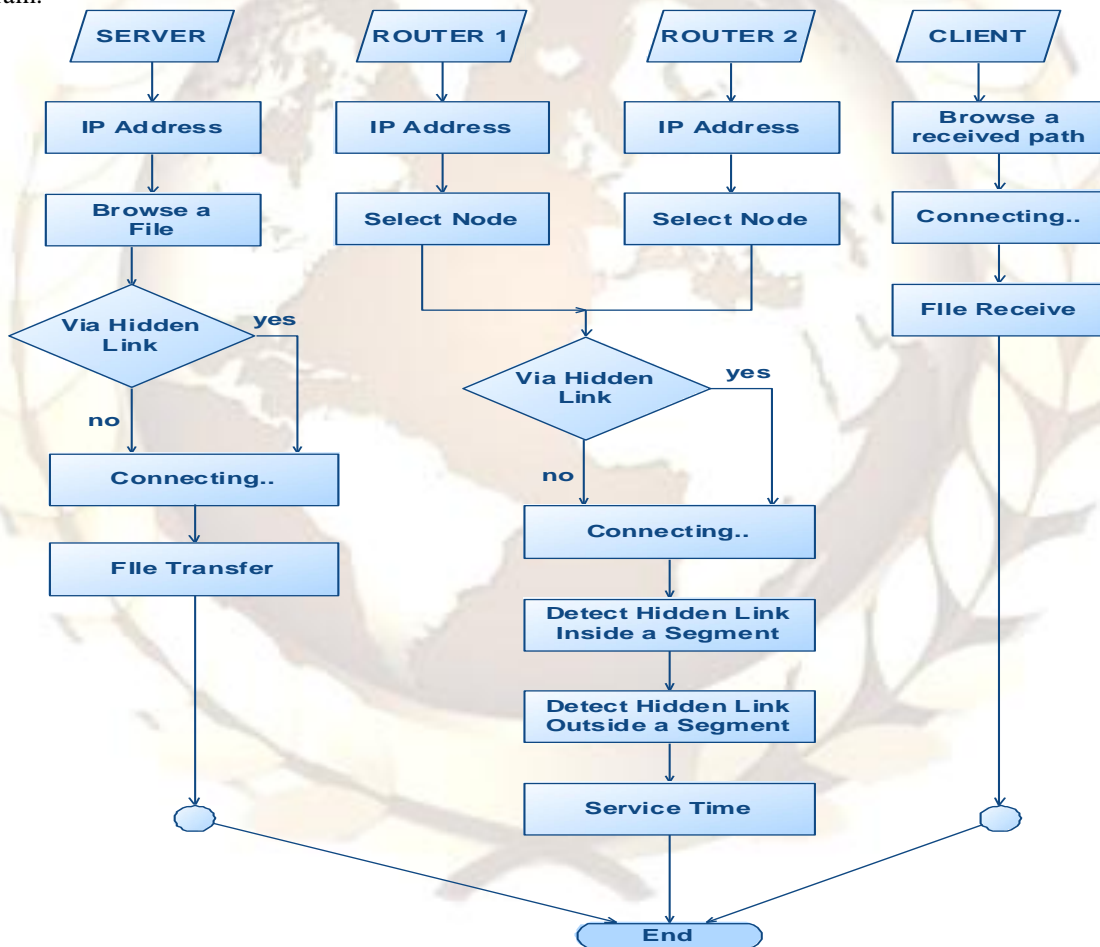 SERVER
ROUTER 1
ROUTER 2
CLIENT
IP Address
IP Address
IP Address
Browse a
received path
Browse a
File
Select Node
Select Node
Connecting..
FIle Receive
Via Hidden
Link
yes
no
Via Hidden
Link
yes
no
Connecting..
FIle Transfer
Connecting..
Detect Hidden Link
Inside a Segment
Detect Hidden Link
Outside a Segment
Service Time
End